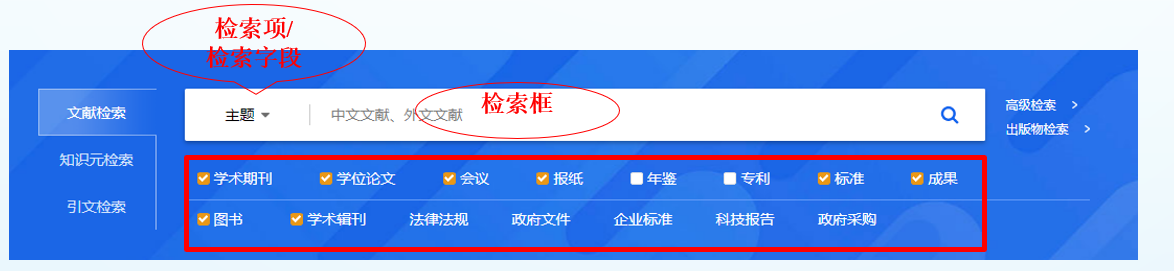 检索项/
检索字段
文献检索
主题
中文文献、外文文献
检索框
高级检索 >
出版物检索 >
知识元检索
引文检索
学术期刊 学位论文 会议 报纸 年鉴 专利 标准 成果
图书 学术辑刊 法律法规 政府文件 企业标准 科技报告 政府采购